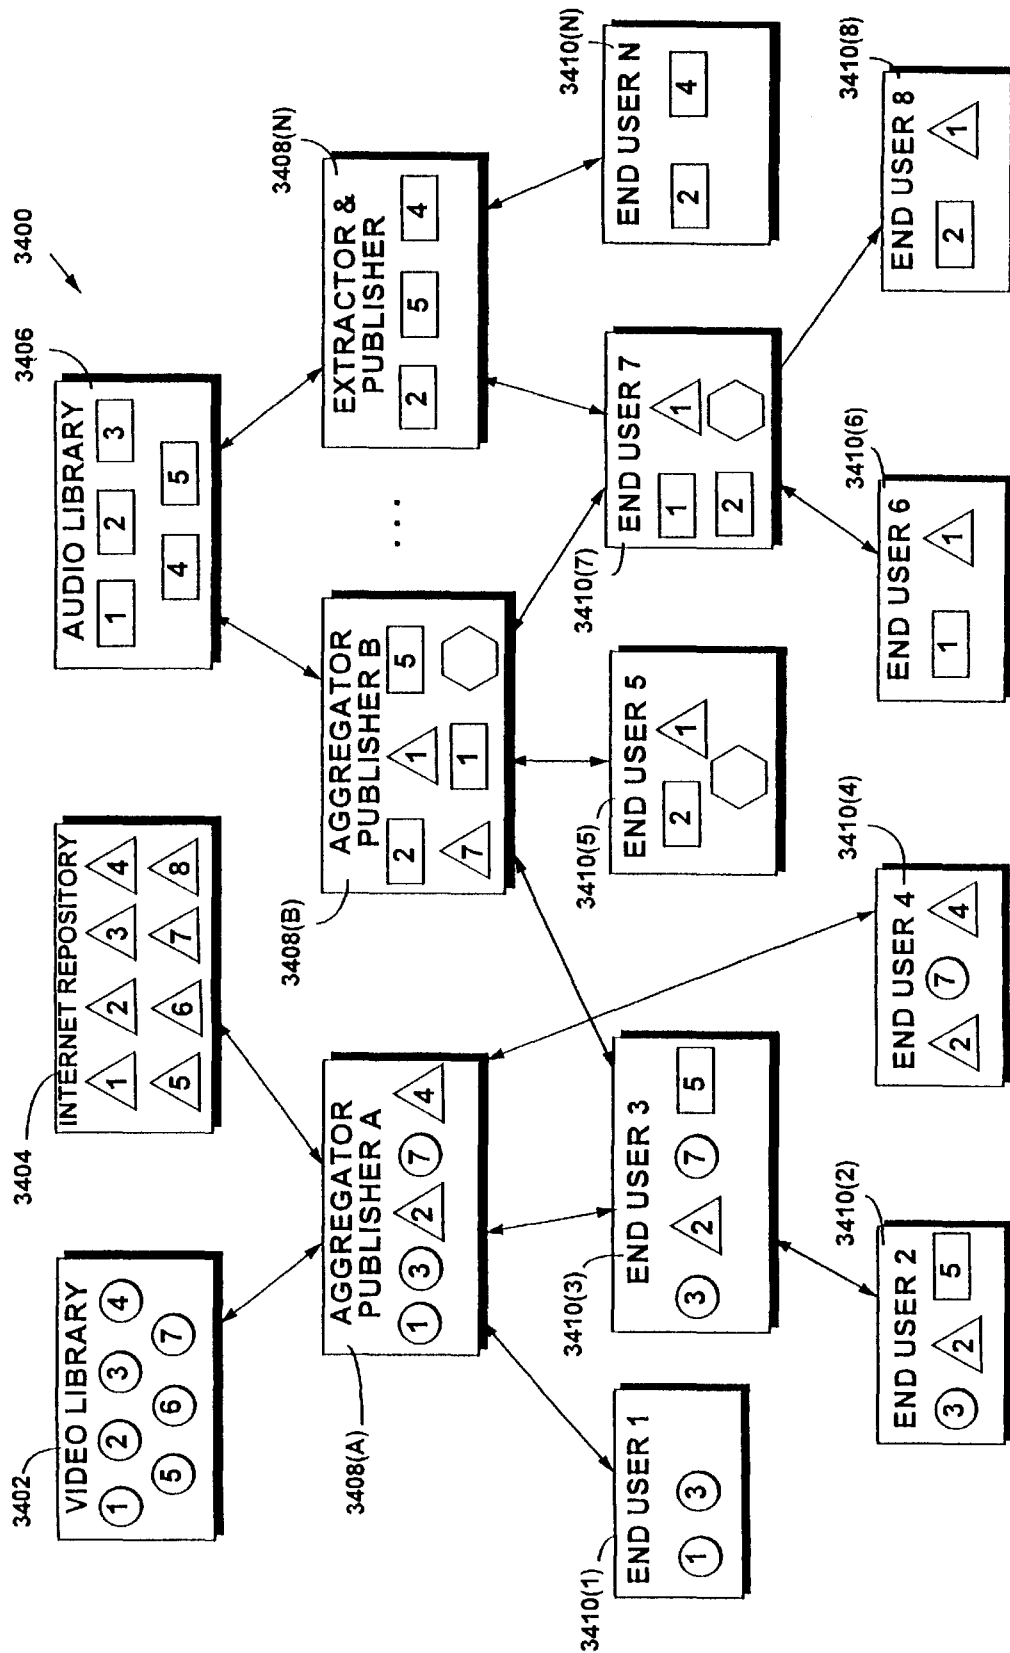 3400
3402
VIDEO LIBRARY
1 2 3 4
5 6 7
3404
INTERNET REPOSITORY
1 2 3 4
5 6 7 8
3406
AUDIO LIBRARY
1 2 3
4 5
3408(A)
AGGREGATOR
PUBLISHER A
1 3 2 7 4
3408(B)
AGGREGATOR
PUBLISHER B
2 1 5
7 1
...
3408(N)
EXTRACTOR &
PUBLISHER
2 5 4
3410(1)
END USER 1
1 3
3410(3)
END USER 3
3 2 7 5
3410(5)
END USER 5
2 1
3410(7)
END USER 7
1 1
2
3410(N)
END USER N
2 4
3410(2)
END USER 2
3 2 5
3410(4)
END USER 4
2 7 4
3410(6)
END USER 6
1 1
3410(8)
END USER 8
2 1